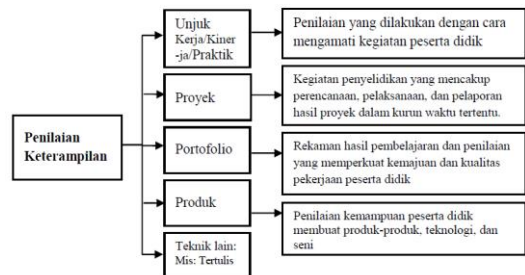 Penilaian
Keterampilan
Unjuk
Kerja/Kiner
-ja/Praktik
Penilaian yang dilakukan dengan cara
mengamati kegiatan peserta didik
Proyek
Kegiatan penyelidikan yang mencakup
perencanaan, pelaksanaan, dan pelaporan
hasil proyek dalam kurun waktu tertentu.
Portofolio
Rekaman hasil pembelajaran dan penilaian
yang memperkuat kemajuan dan kualitas
pekerjaan peserta didik
Produk
Penilaian kemampuan peserta didik
membuat produk-produk, teknologi, dan
seni
Teknik lain:
Mis: Tertulis